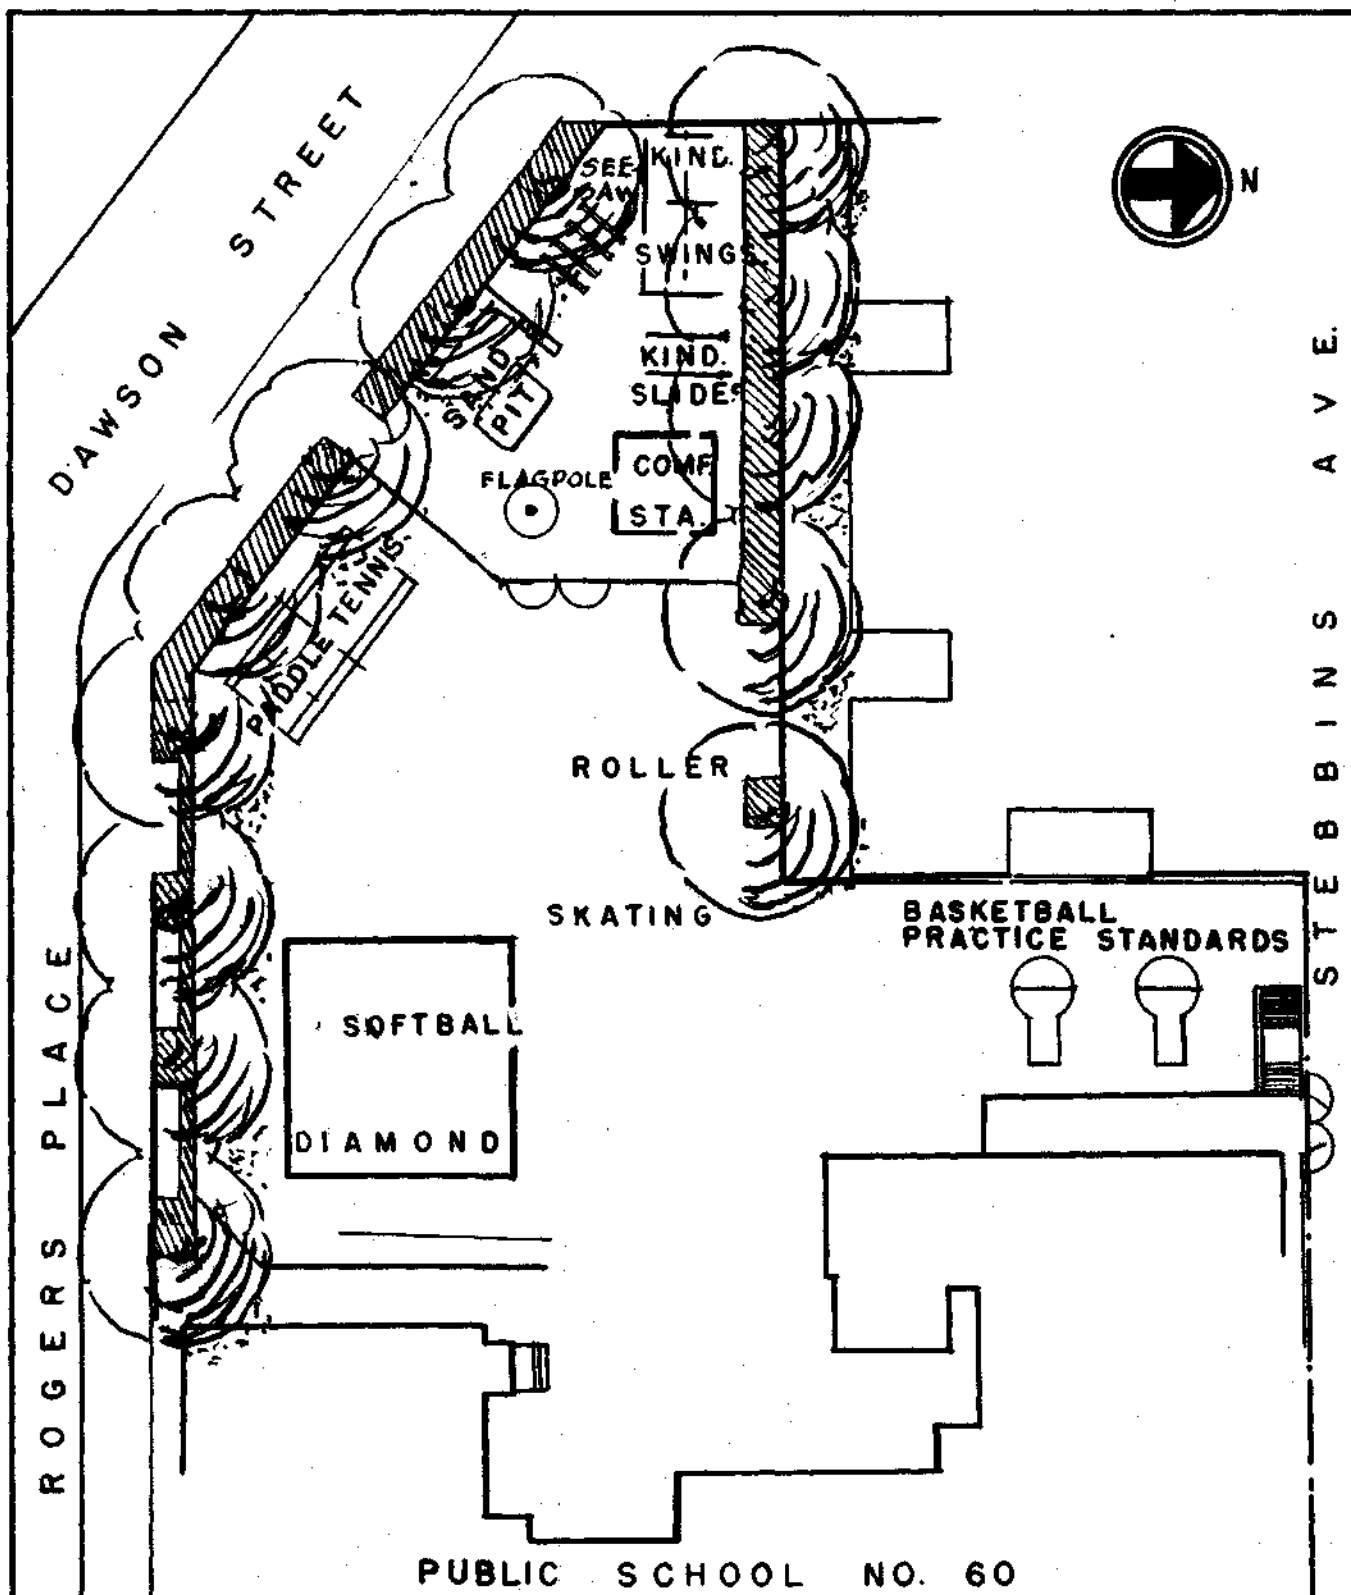 DAWSON STREET
SEE-
SAW
KIND.
SWINGS.
N
SAND
PIT
KIND.
SLIDES
FLAGPOLE
COMF.
STA.
PADDLE TENNIS.
ROLLER
SKATING
STEBBINS AVE.
BASKETBALL
PRACTICE STANDARDS
ROGERS PLACE
SOFTBALL
DIAMOND
PUBLIC SCHOOL NO. 60